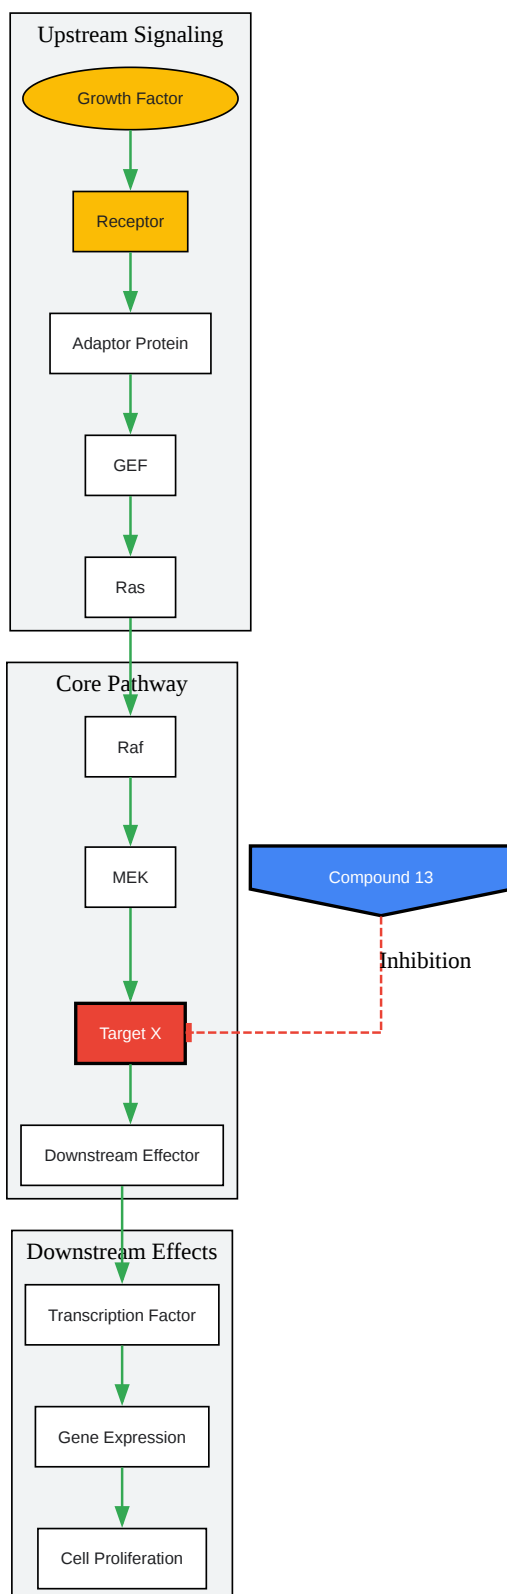 Upstream Signaling
Growth Factor
Receptor
Adaptor Protein
GEF
Ras
Core Pathway
Raf
MEK
Compound 13
Inhibition
Target X
Downstream Effector
Downstream Effects
Transcription Factor
Gene Expression
Cell Proliferation